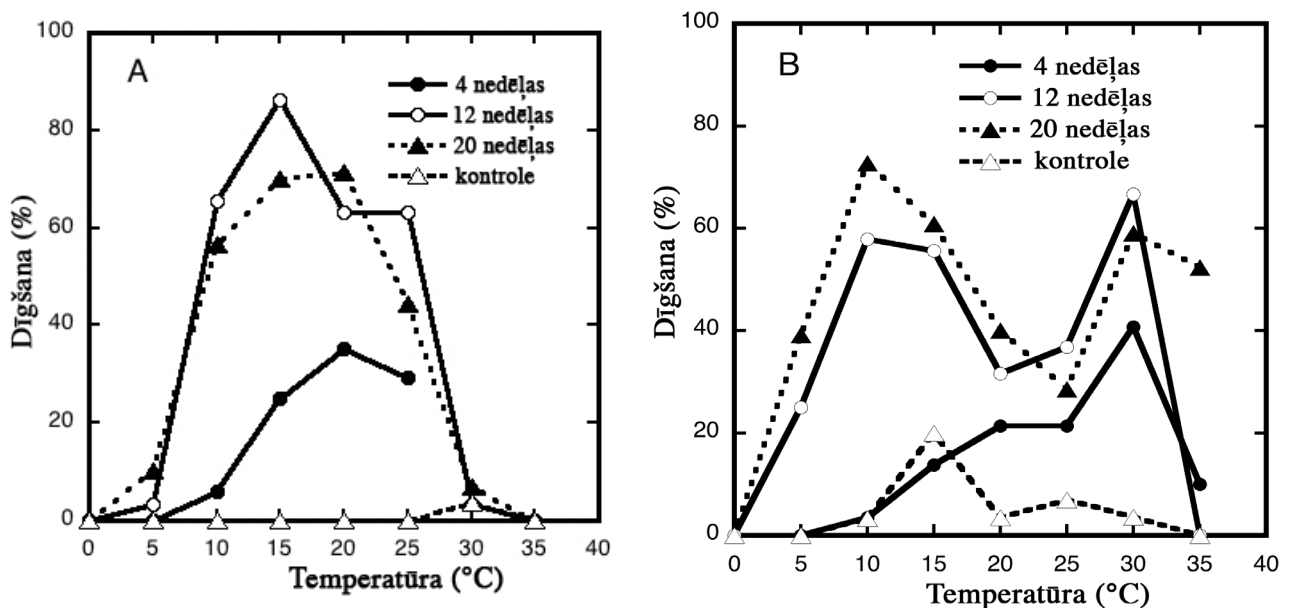 A
4 nedēļas
12 nedēļas
20 nedēļas
kontrole
Dīgšana (%)
100
80
60
40
20
0
0 5 10 15 20 25 30 35 40
Temperatūra (°C)
B
4 nedēļas
12 nedēļas
20 nedēļas
kontrole
Dīgšana (%)
100
80
60
40
20
0
0 5 10 15 20 25 30 35 40
Temperatūra (°C)